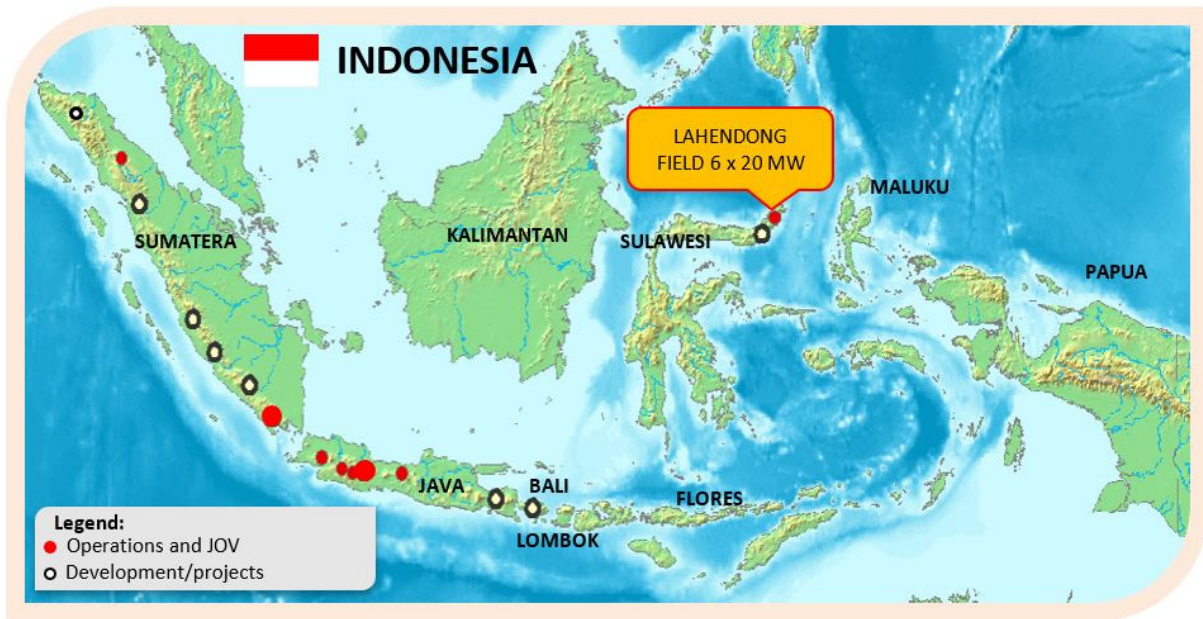 INDONESIA
LAHENDONG
FIELD 6 x 20 MW
MALUKU
SUMATERA
KALIMANTAN
SULAWESI
PAPUA
JAVA
BALI
FLORES
LOMBOK
Legend:
Operations and JOV
Development/projects